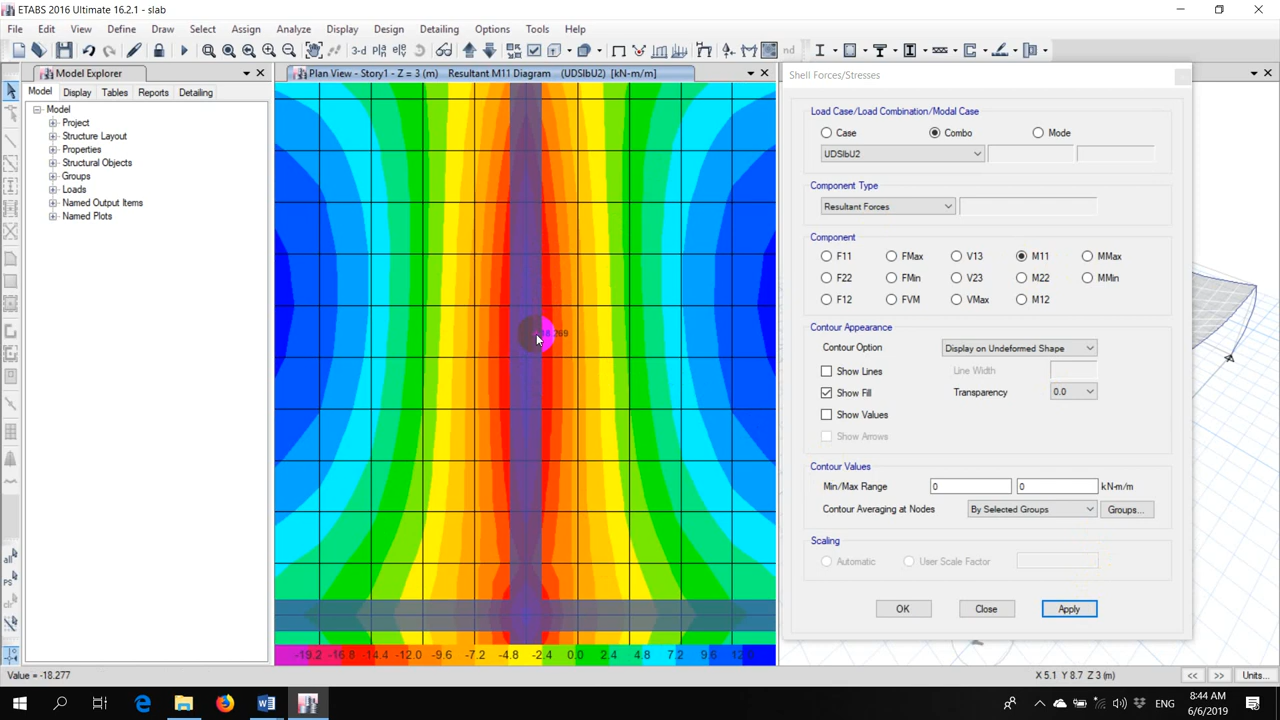 ETABS 2016 Ultimate 16.2.1 - slab
File Edit View Define Draw Select Assign Analyze Display Design Detailing Options Tools Help
3-d nd
Model Explorer
Plan View - Story1 - Z = 3 (m) Resultant M11 Diagram (UDSlbU2) [kN-m/m]
Model Display Tables Reports Detailing
Model
Project
Structure Layout
Properties
Structural Objects
Groups
Loads
Named Output Items
Named Plots
-19.2 -16.8 -14.4 -12.0 -9.6 -7.2 -4.8 -2.4 0.0 2.4 4.8 7.2 9.6 12.0
Shell Forces/Stresses
Load Case/Load Combination/Modal Case
Case Combo Mode
UDSlbU2
Component Type
Resultant Forces
Component
F11 FMax V13 M11 MMax
F22 FMin V23 M22 MMin
F12 FVM VMax M12
Contour Appearance
Contour Option Display on Undeformed Shape
Show Lines Line Width
Show Fill Transparency 0.0
Show Values
Show Arrows
Contour Values
Min/Max Range 0 0 kN-m/m
Contour Averaging at Nodes By Selected Groups Groups...
Scaling
Automatic User Scale Factor
OK Close Apply
all
PS
clr
Value = -18.277
X 5.1 Y 8.7 Z 3 (m) << >> Units...
ENG
8:44 AM
6/6/2019